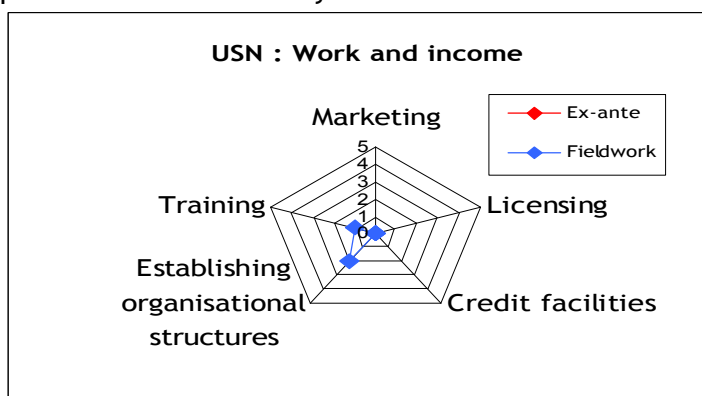 USN : Work and income
Ex-ante
Fieldwork
Marketing
5
4
3
2
1
0
Training
Licensing
Establishing
organisational
structures
Credit facilities